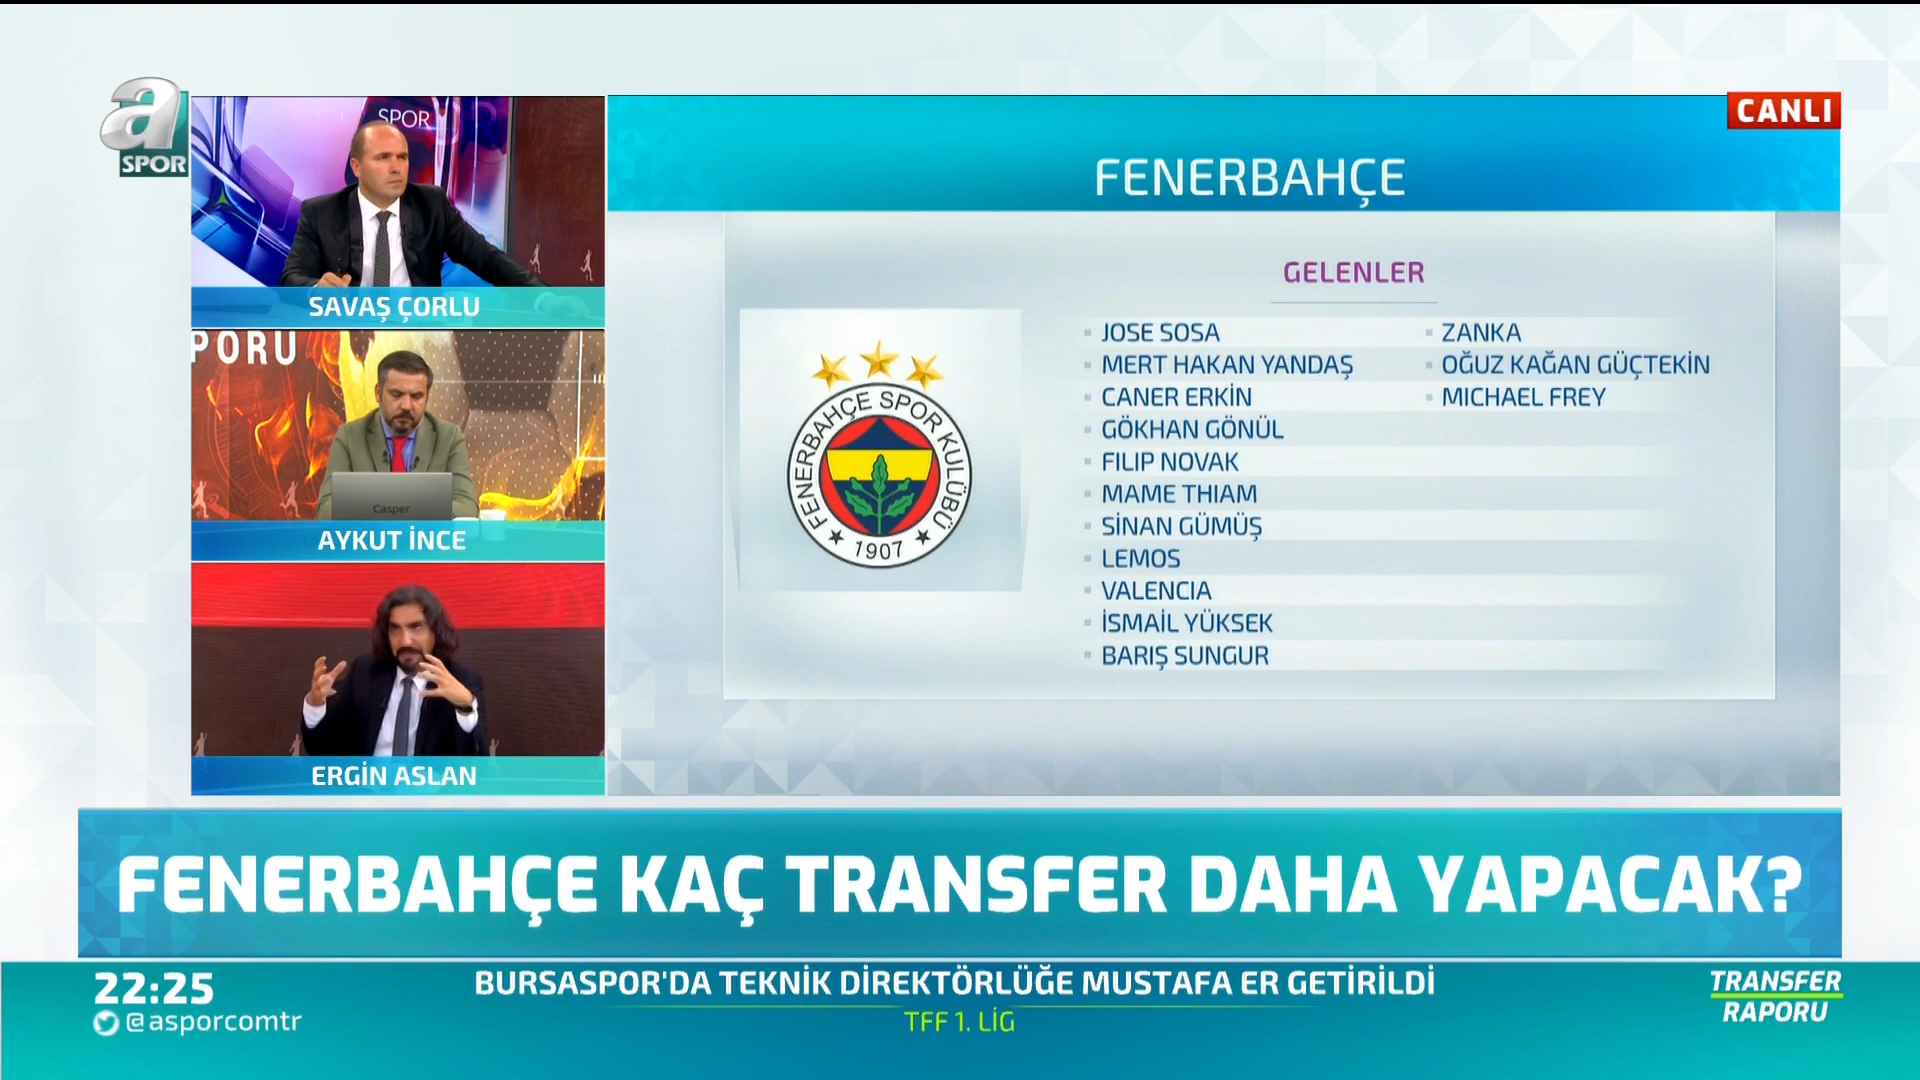 a
SPOR
SPOR
SAVAŞ ÇORLU
PORU
Casper
AYKUT İNCE
ERGİN ASLAN
CANLI
FENERBAHÇE
GELENLER
JOSE SOSA
MERT HAKAN YANDAŞ
CANER ERKİN
GÖKHAN GÖNÜL
FILIP NOVAK
MAME THIAM
SİNAN GÜMÜŞ
LEMOS
VALENCIA
İSMAİL YÜKSEK
BARIŞ SUNGUR
ZANKA
OĞUZ KAĞAN GÜÇTEKİN
MICHAEL FREY
FENERBAHÇE SPOR KULÜBÜ
1907
FENERBAHÇE KAÇ TRANSFER DAHA YAPACAK?
22:25
@asporcomtr
BURSASPOR'DA TEKNİK DİREKTÖRLÜĞE MUSTAFA ER GETİRİLDİ
TFF 1. LİG
TRANSFER
RAPORU